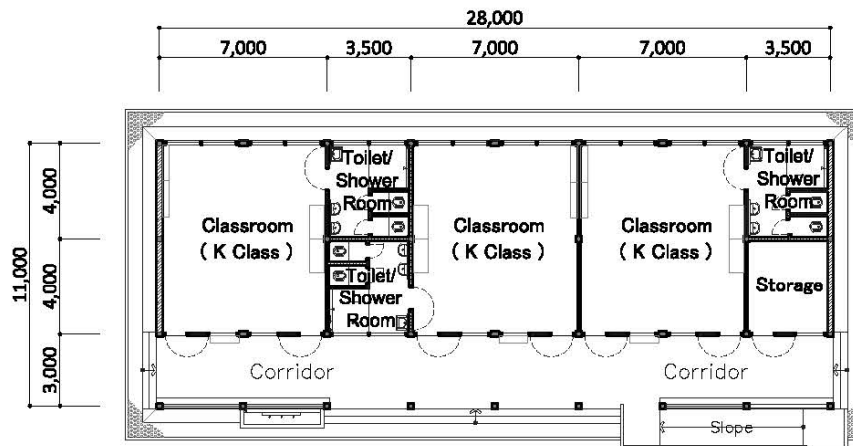 28,000
7,000 3,500 7,000 7,000 3,500
11,000
4,000
4,000
3,000
Toilet/
Shower
Room
Toilet/
Shower
Room
Classroom
( K Class )
Classroom
( K Class )
Classroom
( K Class )
Toilet/
Shower
Room
Storage
Corridor
Corridor
Slope